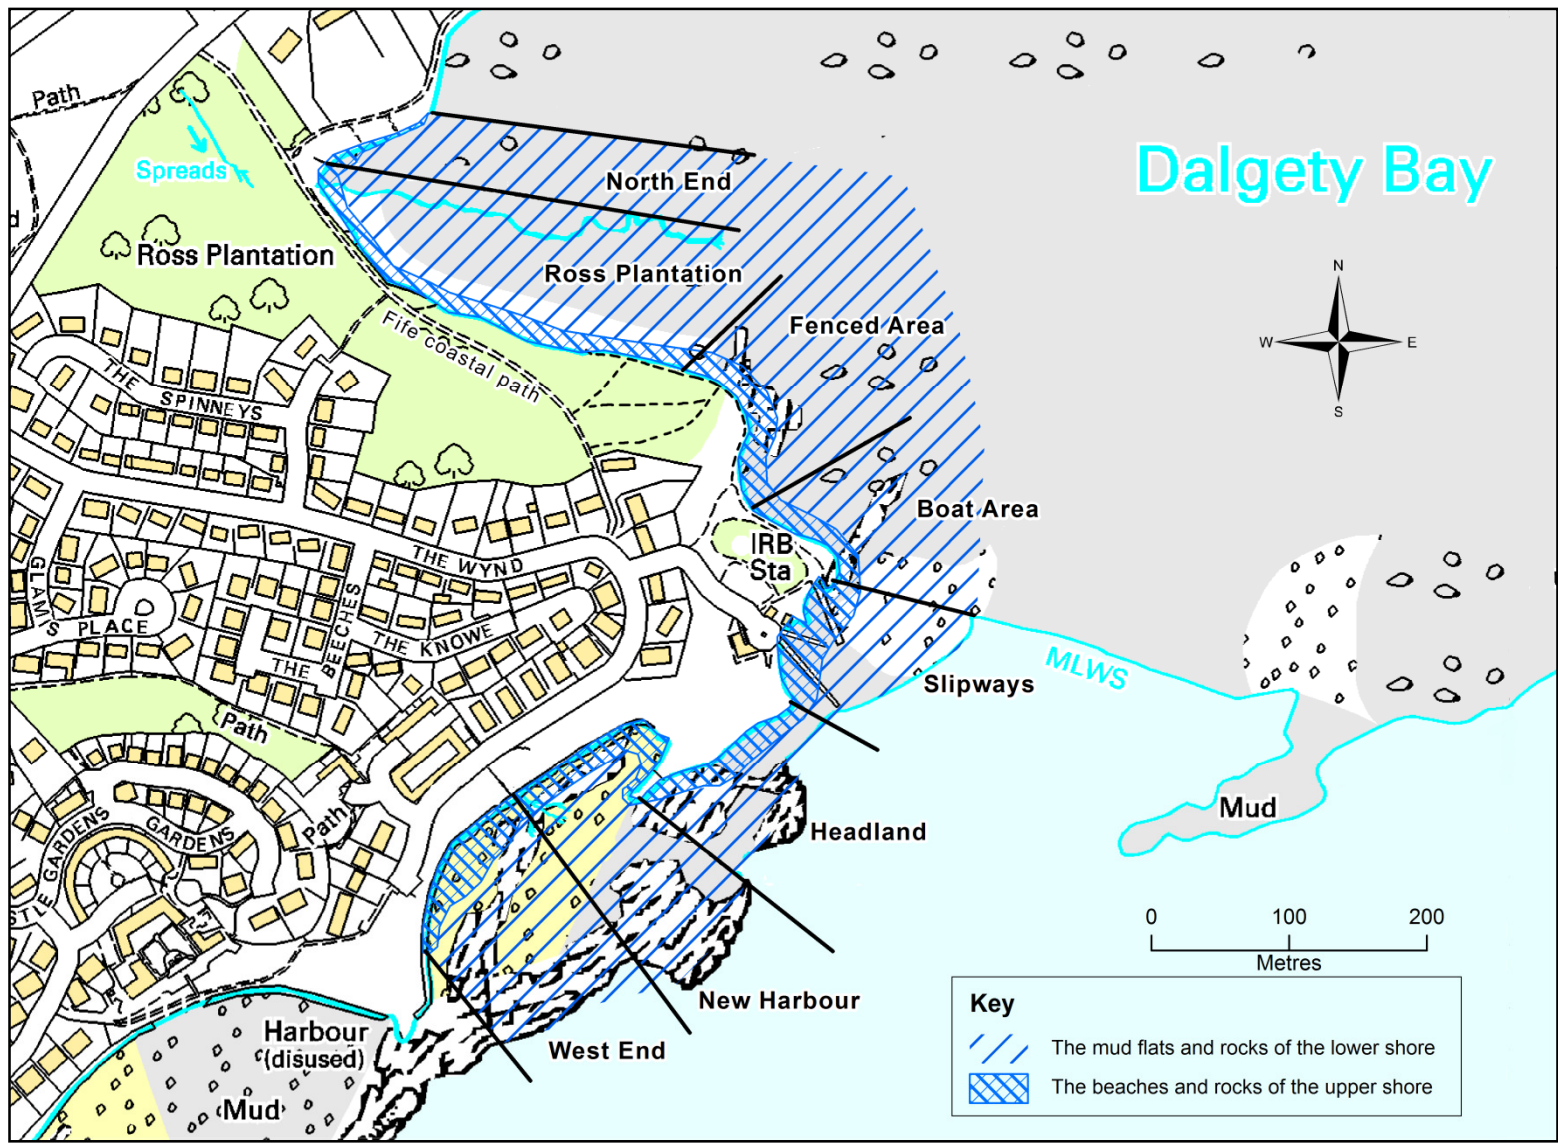 Path
Spreads
d
Ross Plantation
North End
Dalgety Bay
Ross Plantation
N
W
E
S
Fenced Area
Fife coastal path
THE
SPINNEYS
Boat Area
IRB
Sta
THE WYND
GLAMIS
PLACE
THE
BEECHES
THE KNOWE
MLWS
Slipways
Path
Mud
Headland
GARDENS
Path
STLE GARDENS
0 100 200
Metres
New Harbour
Key
Harbour
(disused)
West End
The mud flats and rocks of the lower shore
The beaches and rocks of the upper shore
Mud